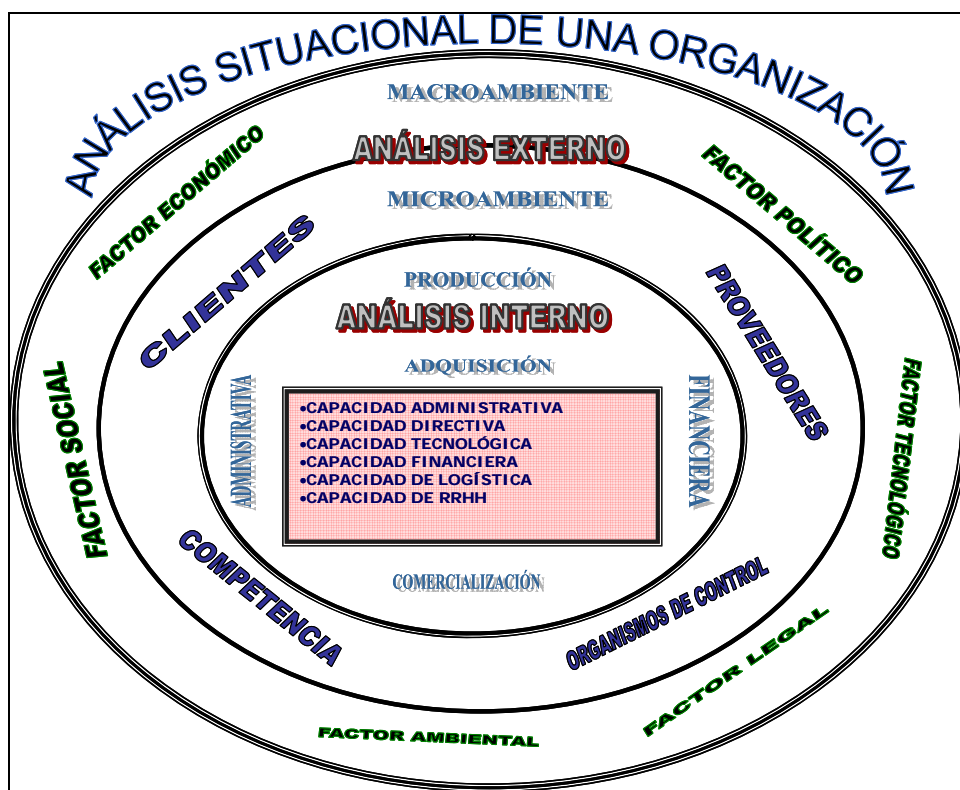 ANÁLISIS SITUACIONAL DE UNA ORGANIZACIÓN
MACROAMBIENTE
ANÁLISIS EXTERNO
FACTOR ECONÓMICO
FACTOR POLÍTICO
MICROAMBIENTE
CLIENTES
PROVEEDORES
PRODUCCIÓN
ANÁLISIS INTERNO
ADQUISICIÓN
FACTOR SOCIAL
ADMINISTRATIVA
•CAPACIDAD ADMINISTRATIVA
•CAPACIDAD DIRECTIVA
•CAPACIDAD TECNOLÓGICA
•CAPACIDAD FINANCIERA
•CAPACIDAD DE LOGÍSTICA
•CAPACIDAD DE RRHH
FINANCIERA
FACTOR TECNOLÓGICO
COMERCIALIZACIÓN
COMPETENCIA
ORGANISMOS DE CONTROL
FACTOR LEGAL
FACTOR AMBIENTAL